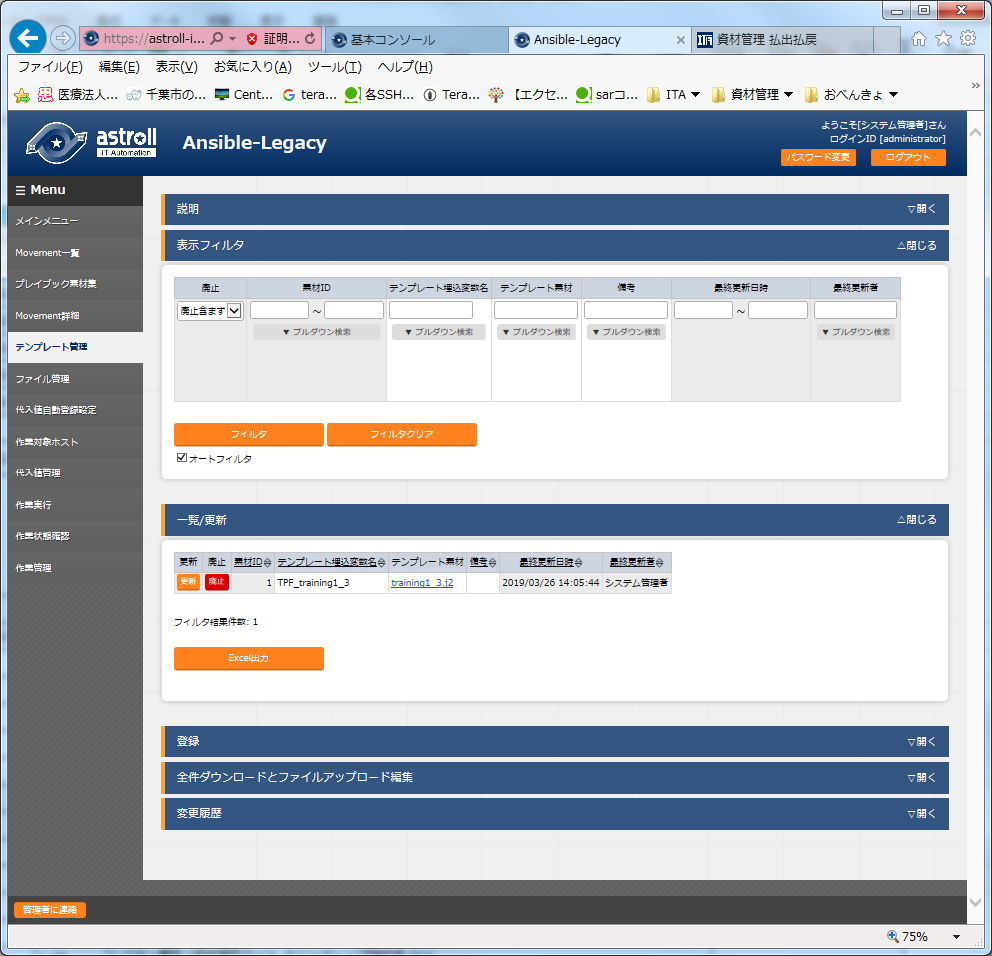 https://astroll-i...
証明...
基本コンソール
Ansible-Legacy
資材管理 払出払戻
ファイル(F) 編集(E) 表示(V) お気に入り(A) ツール(T) ヘルプ(H)
医療法人... 千葉市の... Cent... tera... 各SSH... Tera... 【エクセ... sarコ... ITA 資材管理 おべんきょ
astroll
IT Automation
Ansible-Legacy
ようこそ[システム管理者]さん
ログインID [administrator]
パスワード変更 ログアウト
☰ Menu
メインメニュー
Movement一覧
プレイブック素材集
Movement詳細
テンプレート管理
ファイル管理
代入値自動登録設定
作業対象ホスト
代入値管理
作業実行
作業状態確認
作業管理
説明 ▽開く
表示フィルタ △閉じる
廃止 素材ID テンプレート埋込変数名 テンプレート素材 備考 最終更新日時 最終更新者
廃止含まず ～ ～
▼ プルダウン検索 ▼ プルダウン検索 ▼ プルダウン検索 ▼ プルダウン検索 ▼ プルダウン検索
フィルタ フィルタクリア
オートフィルタ
一覧/更新 △閉じる
更新 廃止 素材ID テンプレート埋込変数名 テンプレート素材 備考 最終更新日時 最終更新者
更新 廃止 1 TPF_training1_3 training1_3.j2 2019/03/26 14:05:44 システム管理者
フィルタ結果件数: 1
Excel出力
登録 ▽開く
全件ダウンロードとファイルアップロード編集 ▽開く
変更履歴 ▽開く
管理者に連絡
75%